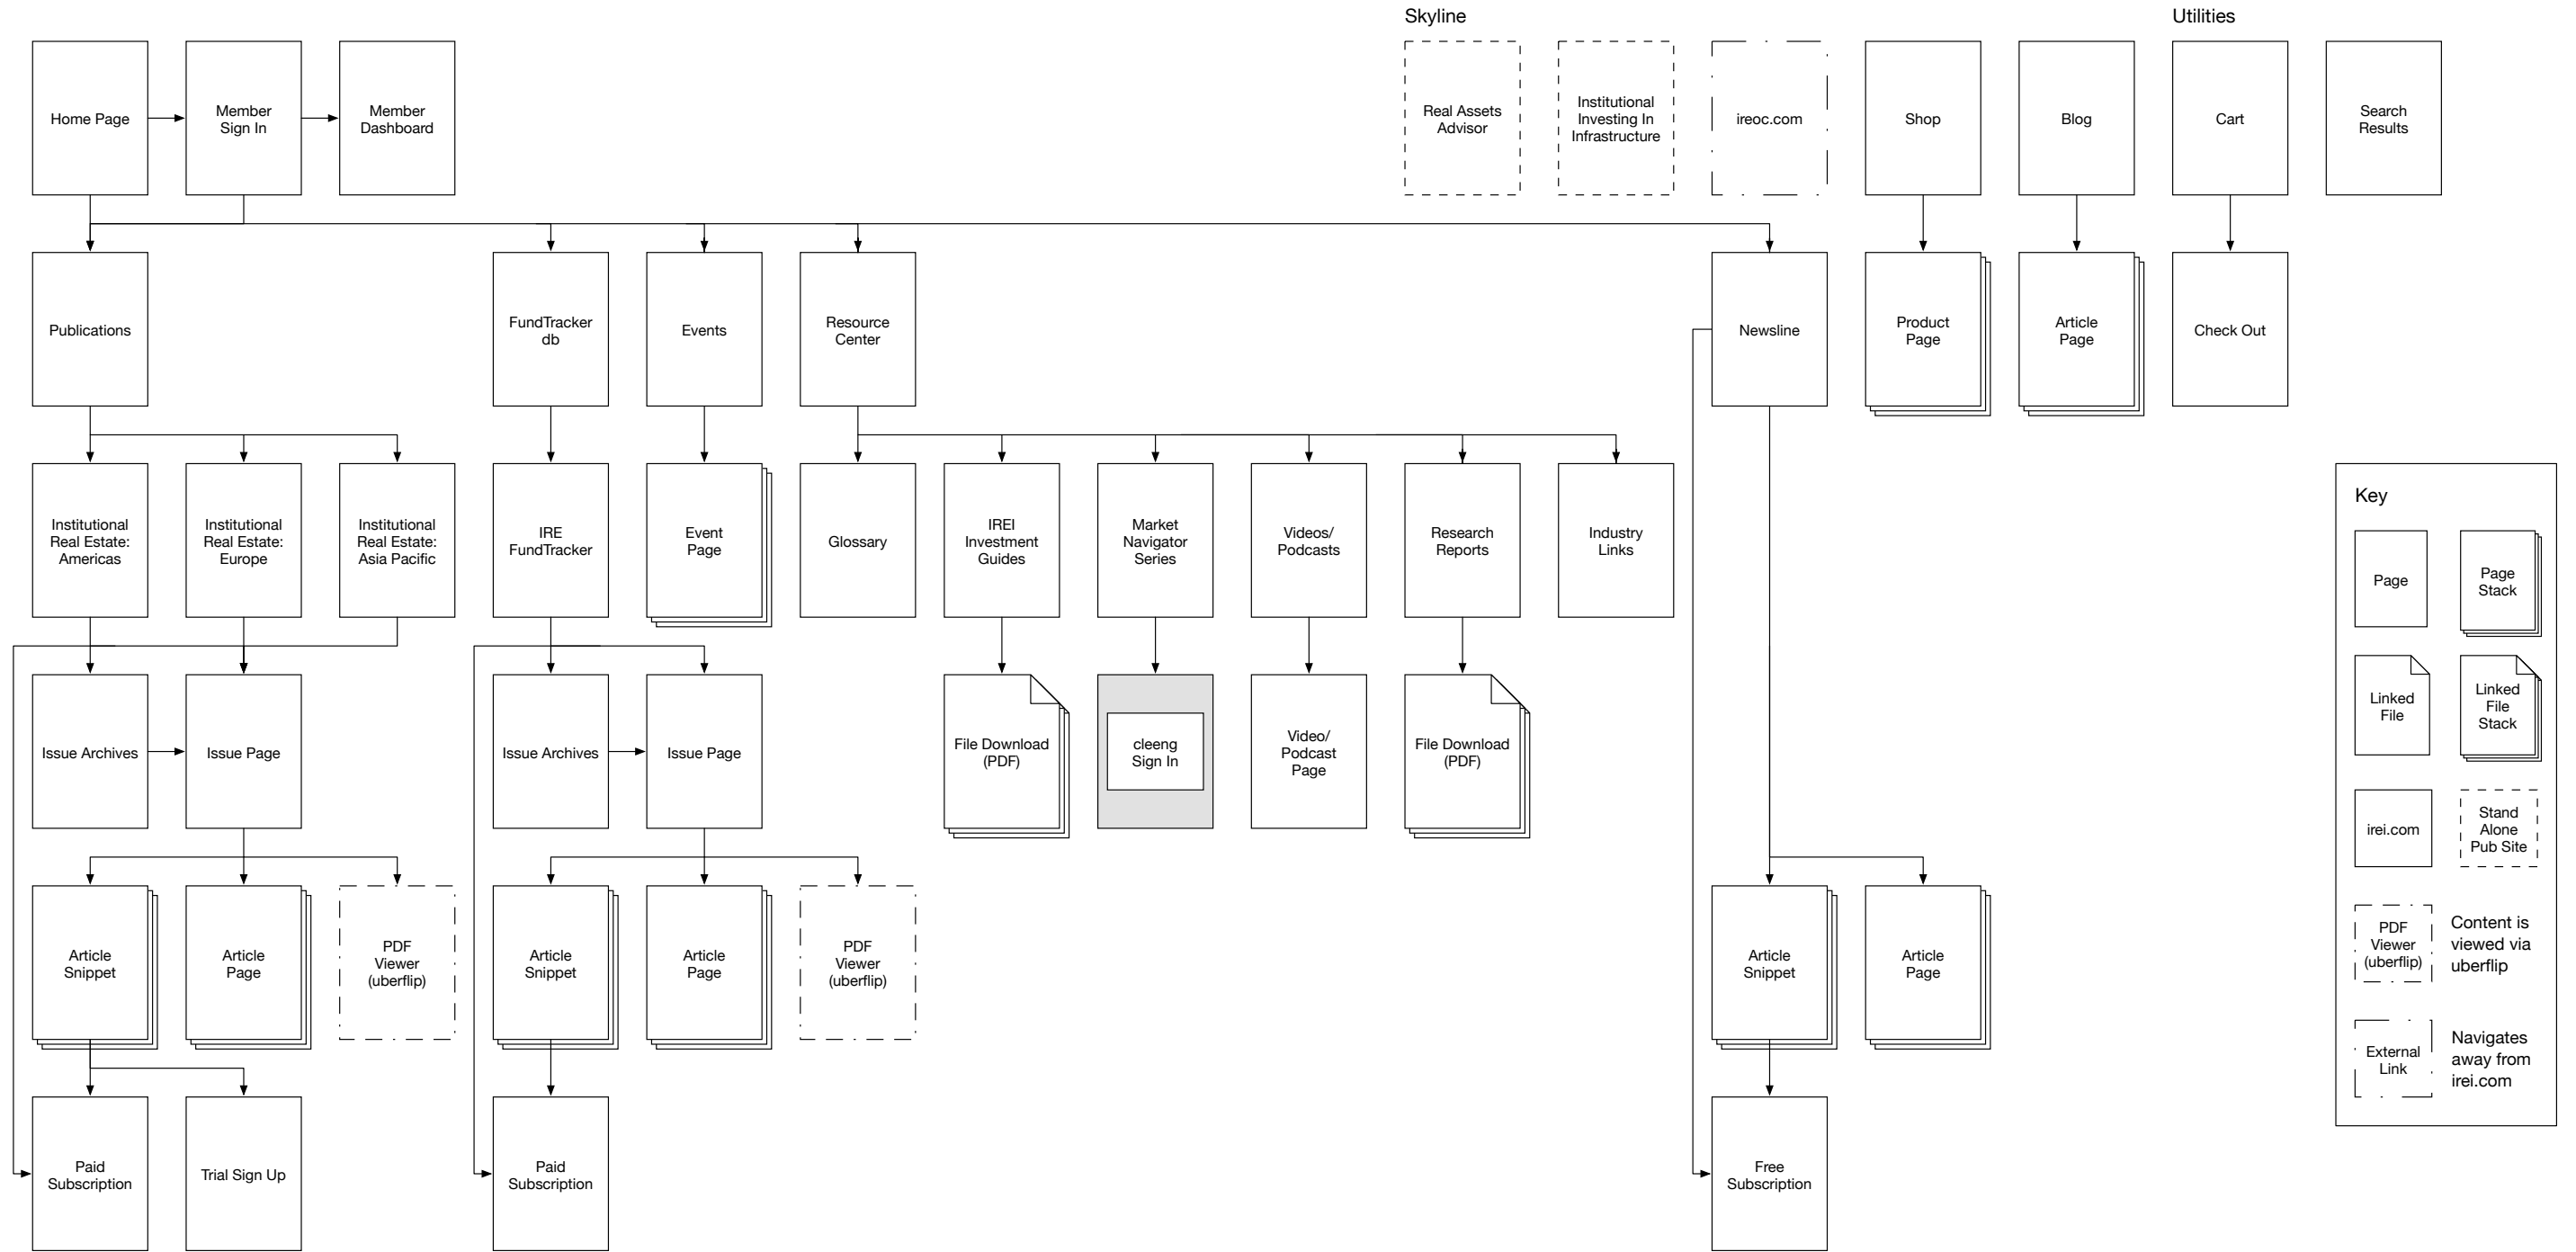 Skyline
Utilities
Home Page
Member
Sign In
Member
Dashboard
Real Assets
Advisor
Institutional
Investing In
Infrastructure
ireoc.com
Shop
Blog
Cart
Search
Results
Publications
FundTracker
db
Events
Resource
Center
Newsline
Product
Page
Article
Page
Check Out
Institutional
Real Estate:
Americas
Institutional
Real Estate:
Europe
Institutional
Real Estate:
Asia Pacific
IRE
FundTracker
Event
Page
Glossary
IREI
Investment
Guides
Market
Navigator
Series
Videos/
Podcasts
Research
Reports
Industry
Links
Issue Archives
Issue Page
Issue Archives
Issue Page
File Download
(PDF)
cleeng
Sign In
Video/
Podcast
Page
File Download
(PDF)
Article
Snippet
Article
Page
PDF
Viewer
(uberflip)
Article
Snippet
Article
Page
PDF
Viewer
(uberflip)
Article
Snippet
Article
Page
Paid
Subscription
Trial Sign Up
Paid
Subscription
Free
Subscription
Key
Page
Page
Stack
Linked
File
Linked
File
Stack
irei.com
Stand
Alone
Pub Site
PDF
Viewer
(uberflip)
Content is
viewed via
uberflip
External
Link
Navigates
away from
irei.com